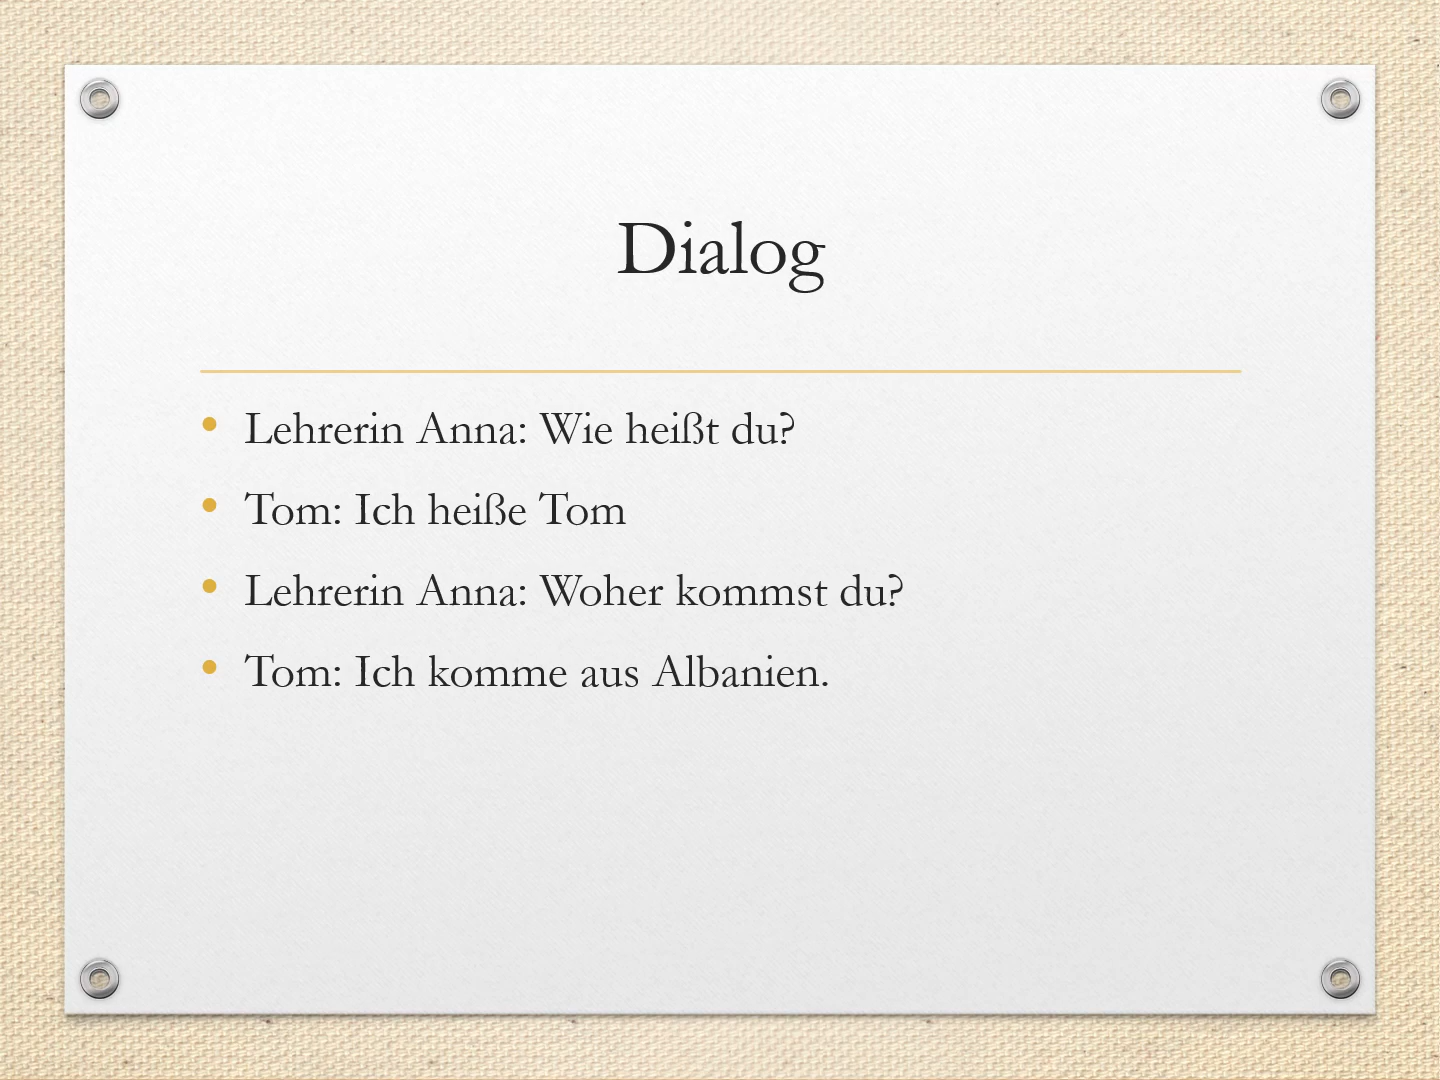 Dialog
• Lehrerin Anna: Wie heißt du?
• Tom: Ich heiße Tom
• Lehrerin Anna: Woher kommst du?
• Tom: Ich komme aus Albanien.